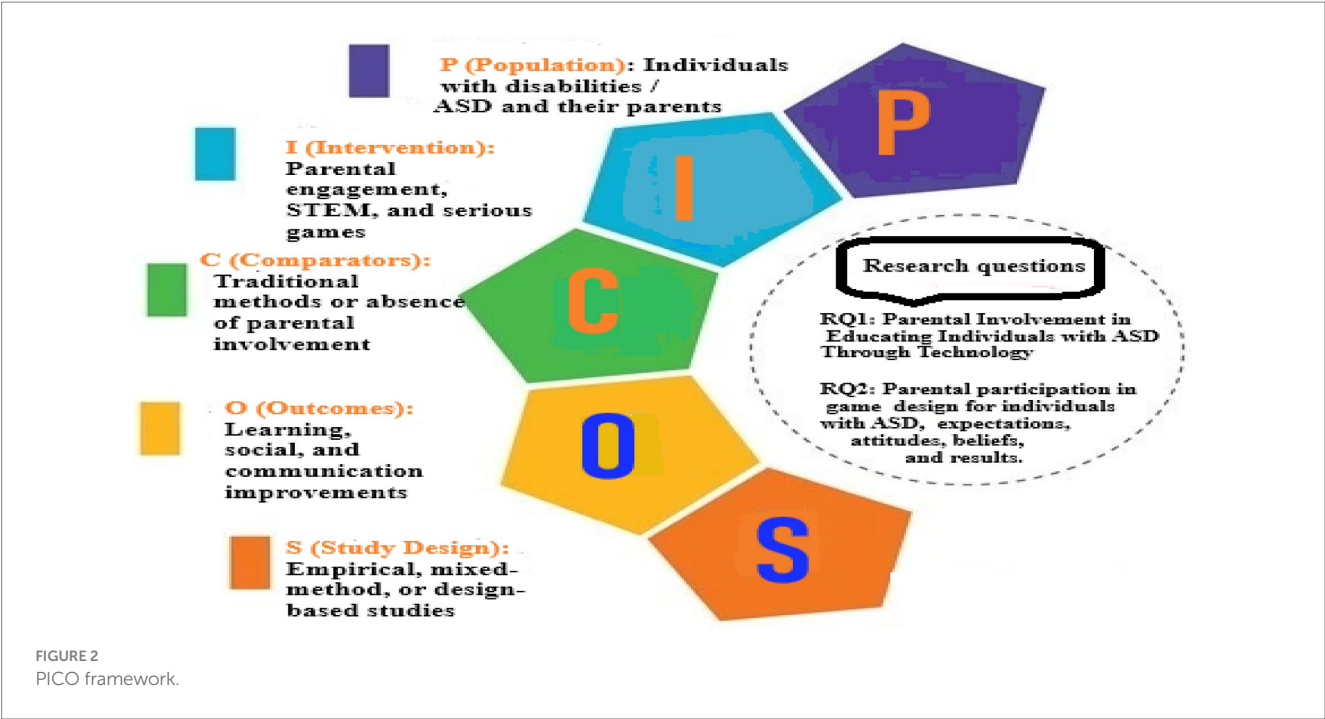 P (Population): Individuals
with disabilities /
ASD and their parents
P
I (Intervention):
Parental
engagement,
STEM, and serious
games
I
C (Comparators):
Traditional
methods or absence
of parental
involvement
C
Research questions
RQ1: Parental Involvement in
Educating Individuals with ASD
Through Technology
RQ2: Parental participation in
game design for individuals
with ASD, expectations,
attitudes, beliefs,
and results.
O (Outcomes):
Learning,
social, and
communication
improvements
O
S (Study Design):
Empirical, mixed-
method, or design-
based studies
S
FIGURE 2
PICO framework.